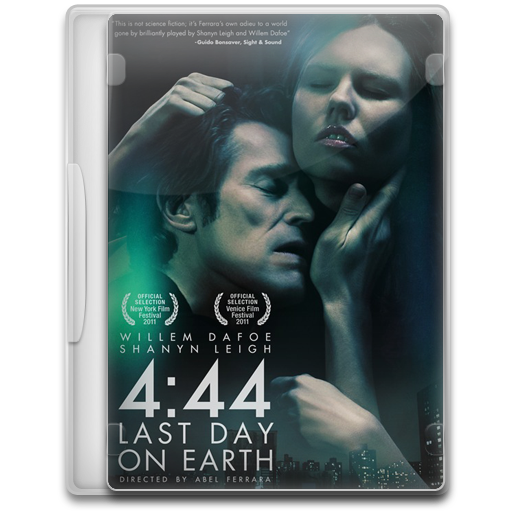 "This is not science fiction; it's Ferrara's own adieu to a world
gone by brilliantly played by Shanyn Leigh and Willem Dafoe"
-Guido Bonsaver, Sight & Sound
OFFICIAL
SELECTION
New York Film
Festival
2011
OFFICIAL
SELECTION
Venice Film
Festival
2011
WILLEM DAFOE
SHANYN LEIGH
4:44
LAST DAY
ON EARTH
DIRECTED BY ABEL FERRARA